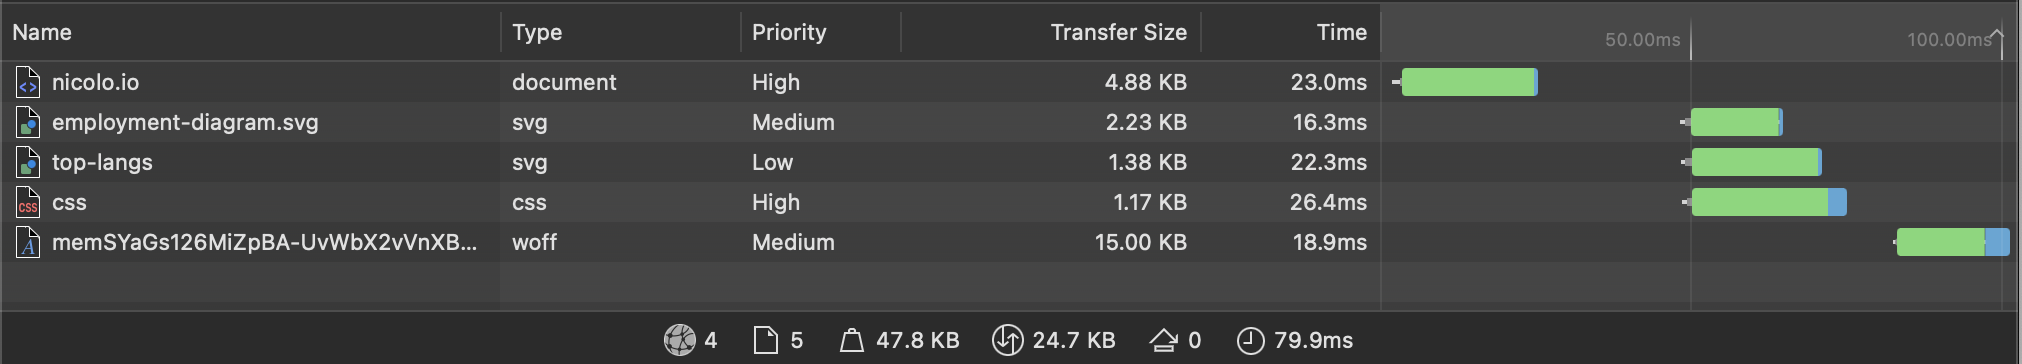 Name Type Priority Transfer Size Time 50.00ms 100.00ms
nicolo.io document High 4.88 KB 23.0ms
employment-diagram.svg svg Medium 2.23 KB 16.3ms
top-langs svg Low 1.38 KB 22.3ms
CSS css css High 1.17 KB 26.4ms
A memSYaGs126MiZpBA-UvWbX2vVnXB... woff Medium 15.00 KB 18.9ms
4 5 47.8 KB 24.7 KB 0 79.9ms